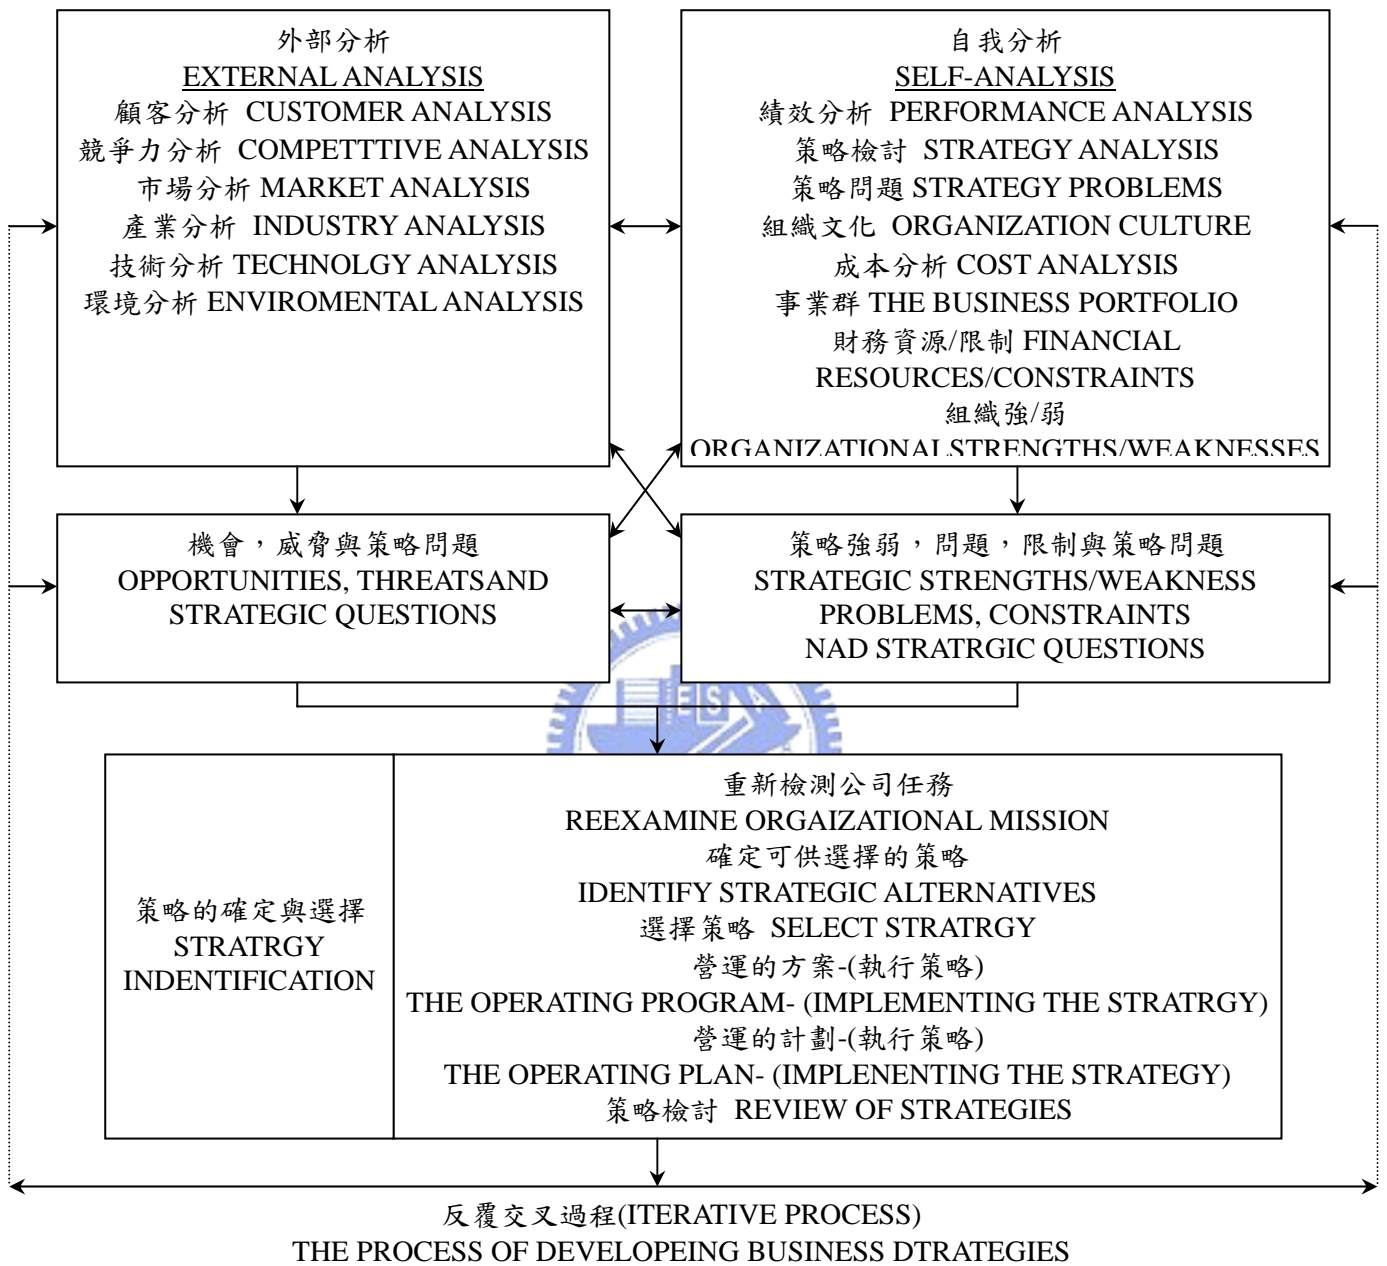 外部分析
EXTERNAL ANALYSIS
顧客分析 CUSTOMER ANALYSIS
競爭力分析 COMPETTTIVE ANALYSIS
市場分析 MARKET ANALYSIS
產業分析 INDUSTRY ANALYSIS
技術分析 TECHNOLGY ANALYSIS
環境分析 ENVIROMENTAL ANALYSIS
自我分析
SELF-ANALYSIS
績效分析 PERFORMANCE ANALYSIS
策略檢討 STRATEGY ANALYSIS
策略問題 STRATEGY PROBLEMS
組織文化 ORGANIZATION CULTURE
成本分析 COST ANALYSIS
事業群 THE BUSINESS PORTFOLIO
財務資源/限制 FINANCIAL
RESOURCES/CONSTRAINTS
組織強/弱
ORGANIZATIONALSTRENGTHS/WEAKNESSES
機會，威脅與策略問題
OPPORTUNITIES, THREATSAND
STRATEGIC QUESTIONS
策略強弱，問題，限制與策略問題
STRATEGIC STRENGTHS/WEAKNESS
PROBLEMS, CONSTRAINTS
NAD STRATRGIC QUESTIONS
ESA
策略的確定與選擇
STRATRGY
INDENTIFICATION
重新檢測公司任務
REEXAMINE ORGAIZATIONAL MISSION
確定可供選擇的策略
IDENTIFY STRATEGIC ALTERNATIVES
選擇策略 SELECT STRATRGY
營運的方案-(執行策略)
THE OPERATING PROGRAM- (IMPLEMENTING THE STRATRGY)
營運的計劃-(執行策略)
THE OPERATING PLAN- (IMPLENENTING THE STRATEGY)
策略檢討 REVIEW OF STRATEGIES
反覆交叉過程(ITERATIVE PROCESS)
THE PROCESS OF DEVELOPEING BUSINESS DTRATEGIES